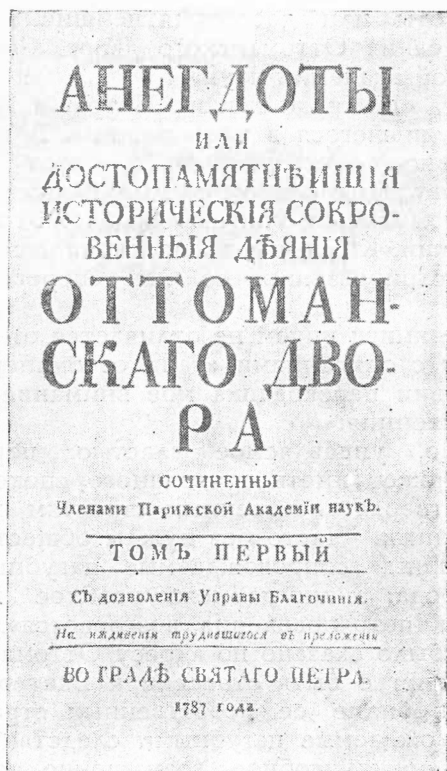 АНЕГДОТЫ
ИЛИ
ДОСТОПАМЯТНѢЙШІЯ
ИСТОРИЧЕСКІЯ СОКРО-
ВЕННЫЯ ДѢЯНІЯ
ОТТОМАН-
СКАГО ДВО-
РА
СОЧИНЕННЫ
Членами Парижской Академіи наукъ.
ТОМЪ ПЕРВЫЙ
Съ дозволенія Управы Благочинія.
На иждивеніи трудившагося въ преложеніи
ВО ГРАДѢ СВЯТАГО ПЕТРА
1787 года.